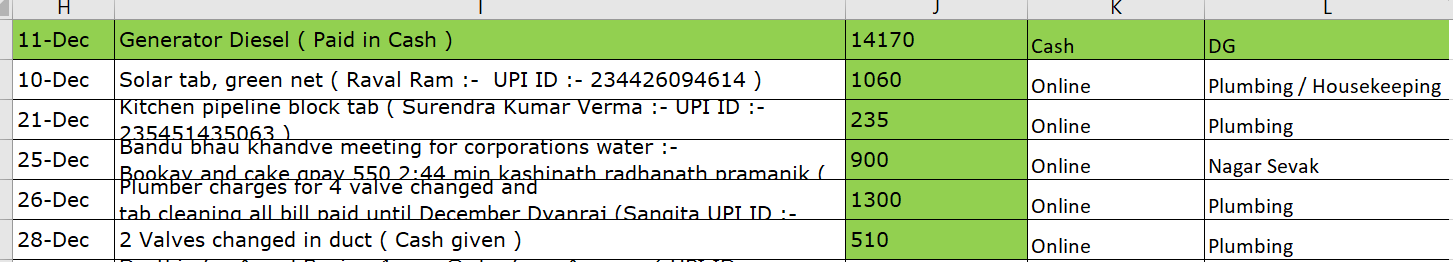 H I J K L
11-Dec Generator Diesel ( Paid in Cash ) 14170 Cash DG
10-Dec Solar tab, green net ( Raval Ram :- UPI ID :- 234426094614 ) 1060 Online Plumbing / Housekeeping
21-Dec Kitchen pipeline block tab ( Surendra Kumar Verma :- UPI ID :-
235451435063 ) 235 Online Plumbing
25-Dec Bandu bhau khandve meeting for corporations water :-
Bookay and cake gpay 550 2:44 min kashinath radhanath pramanik ( 900 Online Nagar Sevak
26-Dec Plumber charges for 4 valve changed and
tab cleaning all bill paid until December Dyanraj (Sangita UPI ID :- 1300 Online Plumbing
28-Dec 2 Valves changed in duct ( Cash given ) 510 Online Plumbing